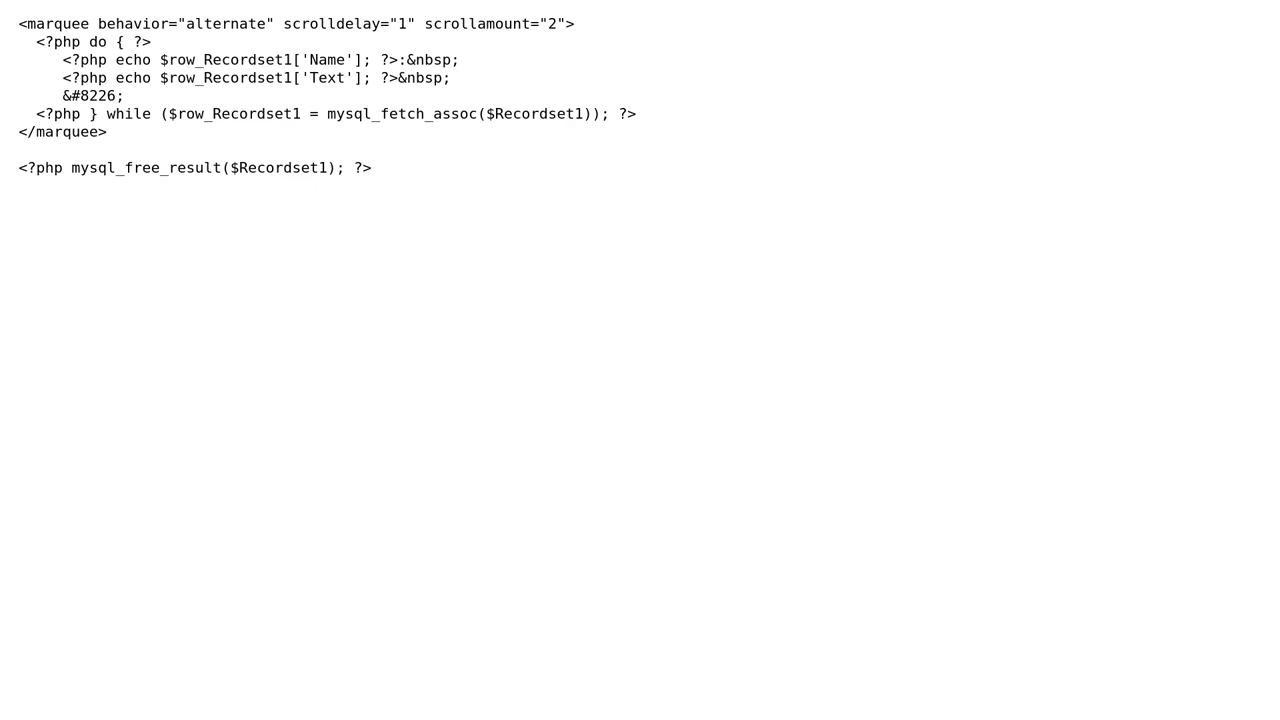 <marquee behavior="alternate" scrolldelay="1" scrollamount="2">
  <?php do { ?>
     <?php echo $row_Recordset1['Name']; ?>:&nbsp;
     <?php echo $row_Recordset1['Text']; ?>&nbsp;
     &#8226;
  <?php } while ($row_Recordset1 = mysql_fetch_assoc($Recordset1)); ?>
</marquee>

<?php mysql_free_result($Recordset1); ?>